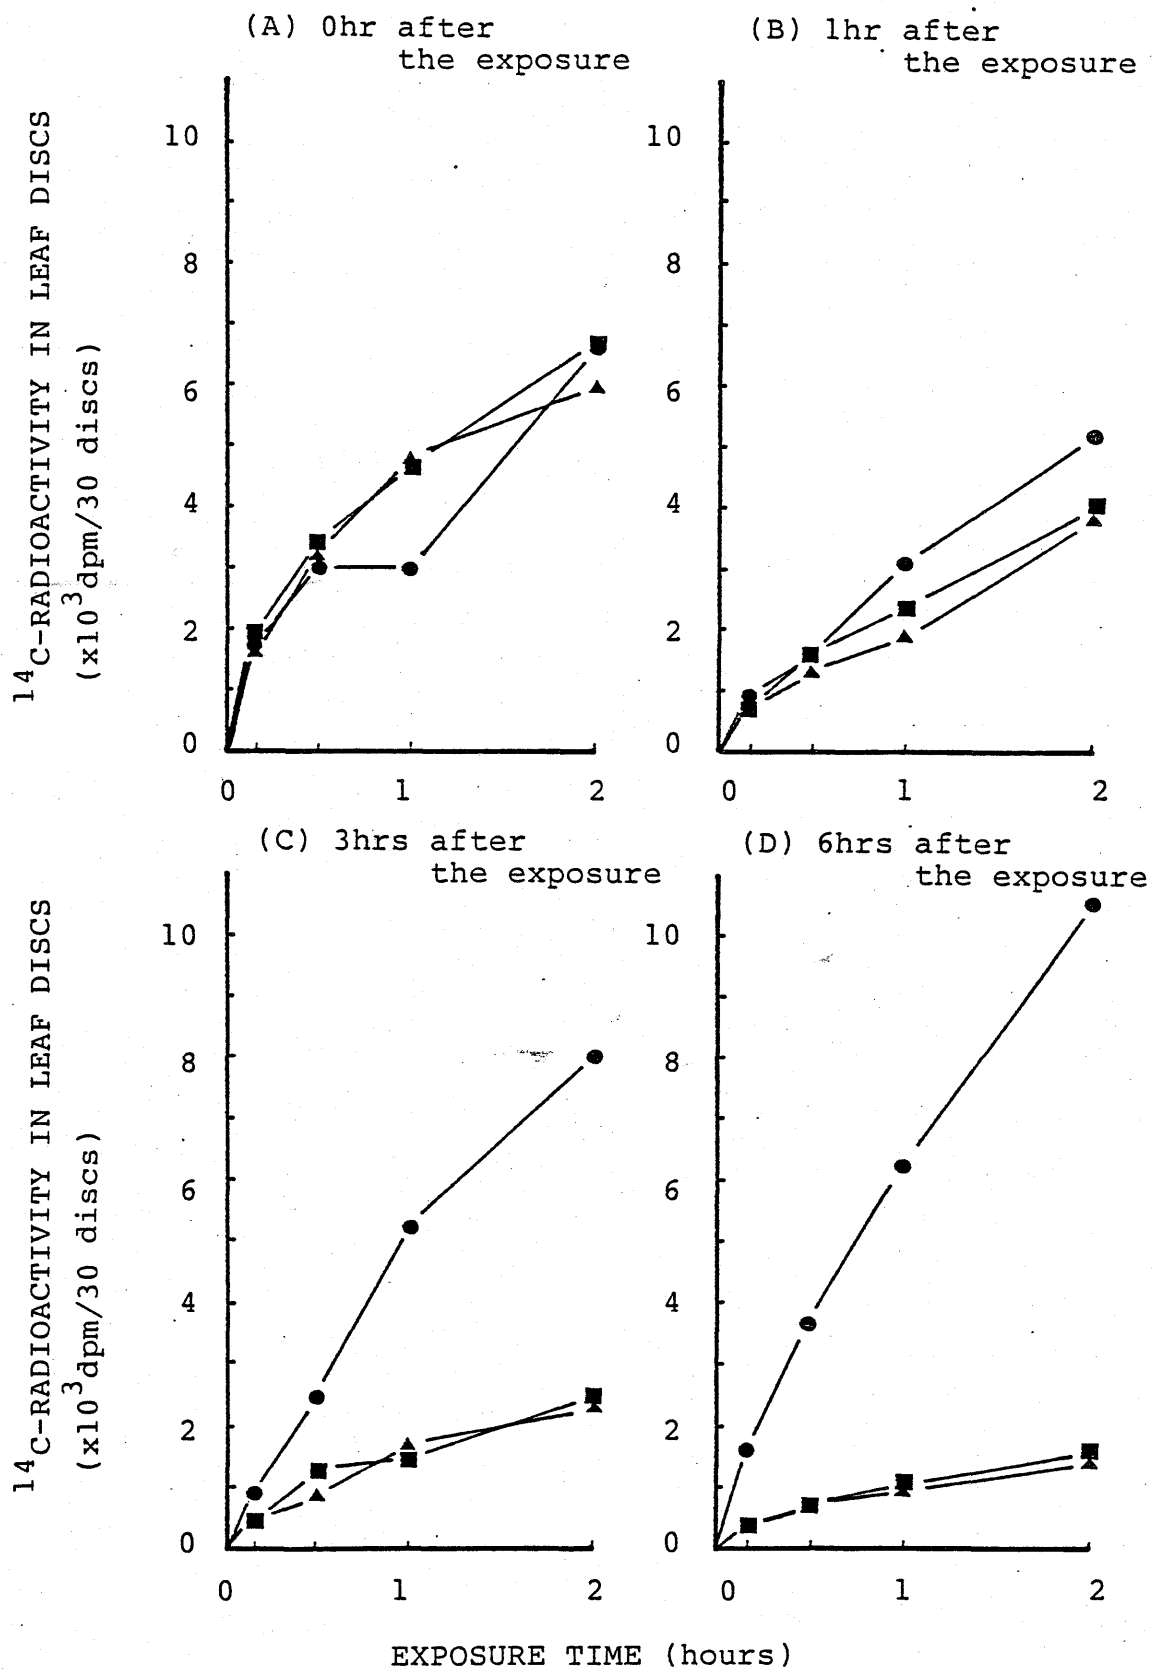 (A) 0hr after
the exposure
(B) 1hr after
the exposure
14C-RADIOACTIVITY IN LEAF DISCS
(x10³dpm/30 discs)
10
8
6
4
2
0
0 1 2
10
8
6
4
2
0
0 1 2
(C) 3hrs after
the exposure
(D) 6hrs after
the exposure
14C-RADIOACTIVITY IN LEAF DISCS
(x10³dpm/30 discs)
10
8
6
4
2
0
0 1 2
10
8
6
4
2
0
0 1 2
EXPOSURE TIME (hours)